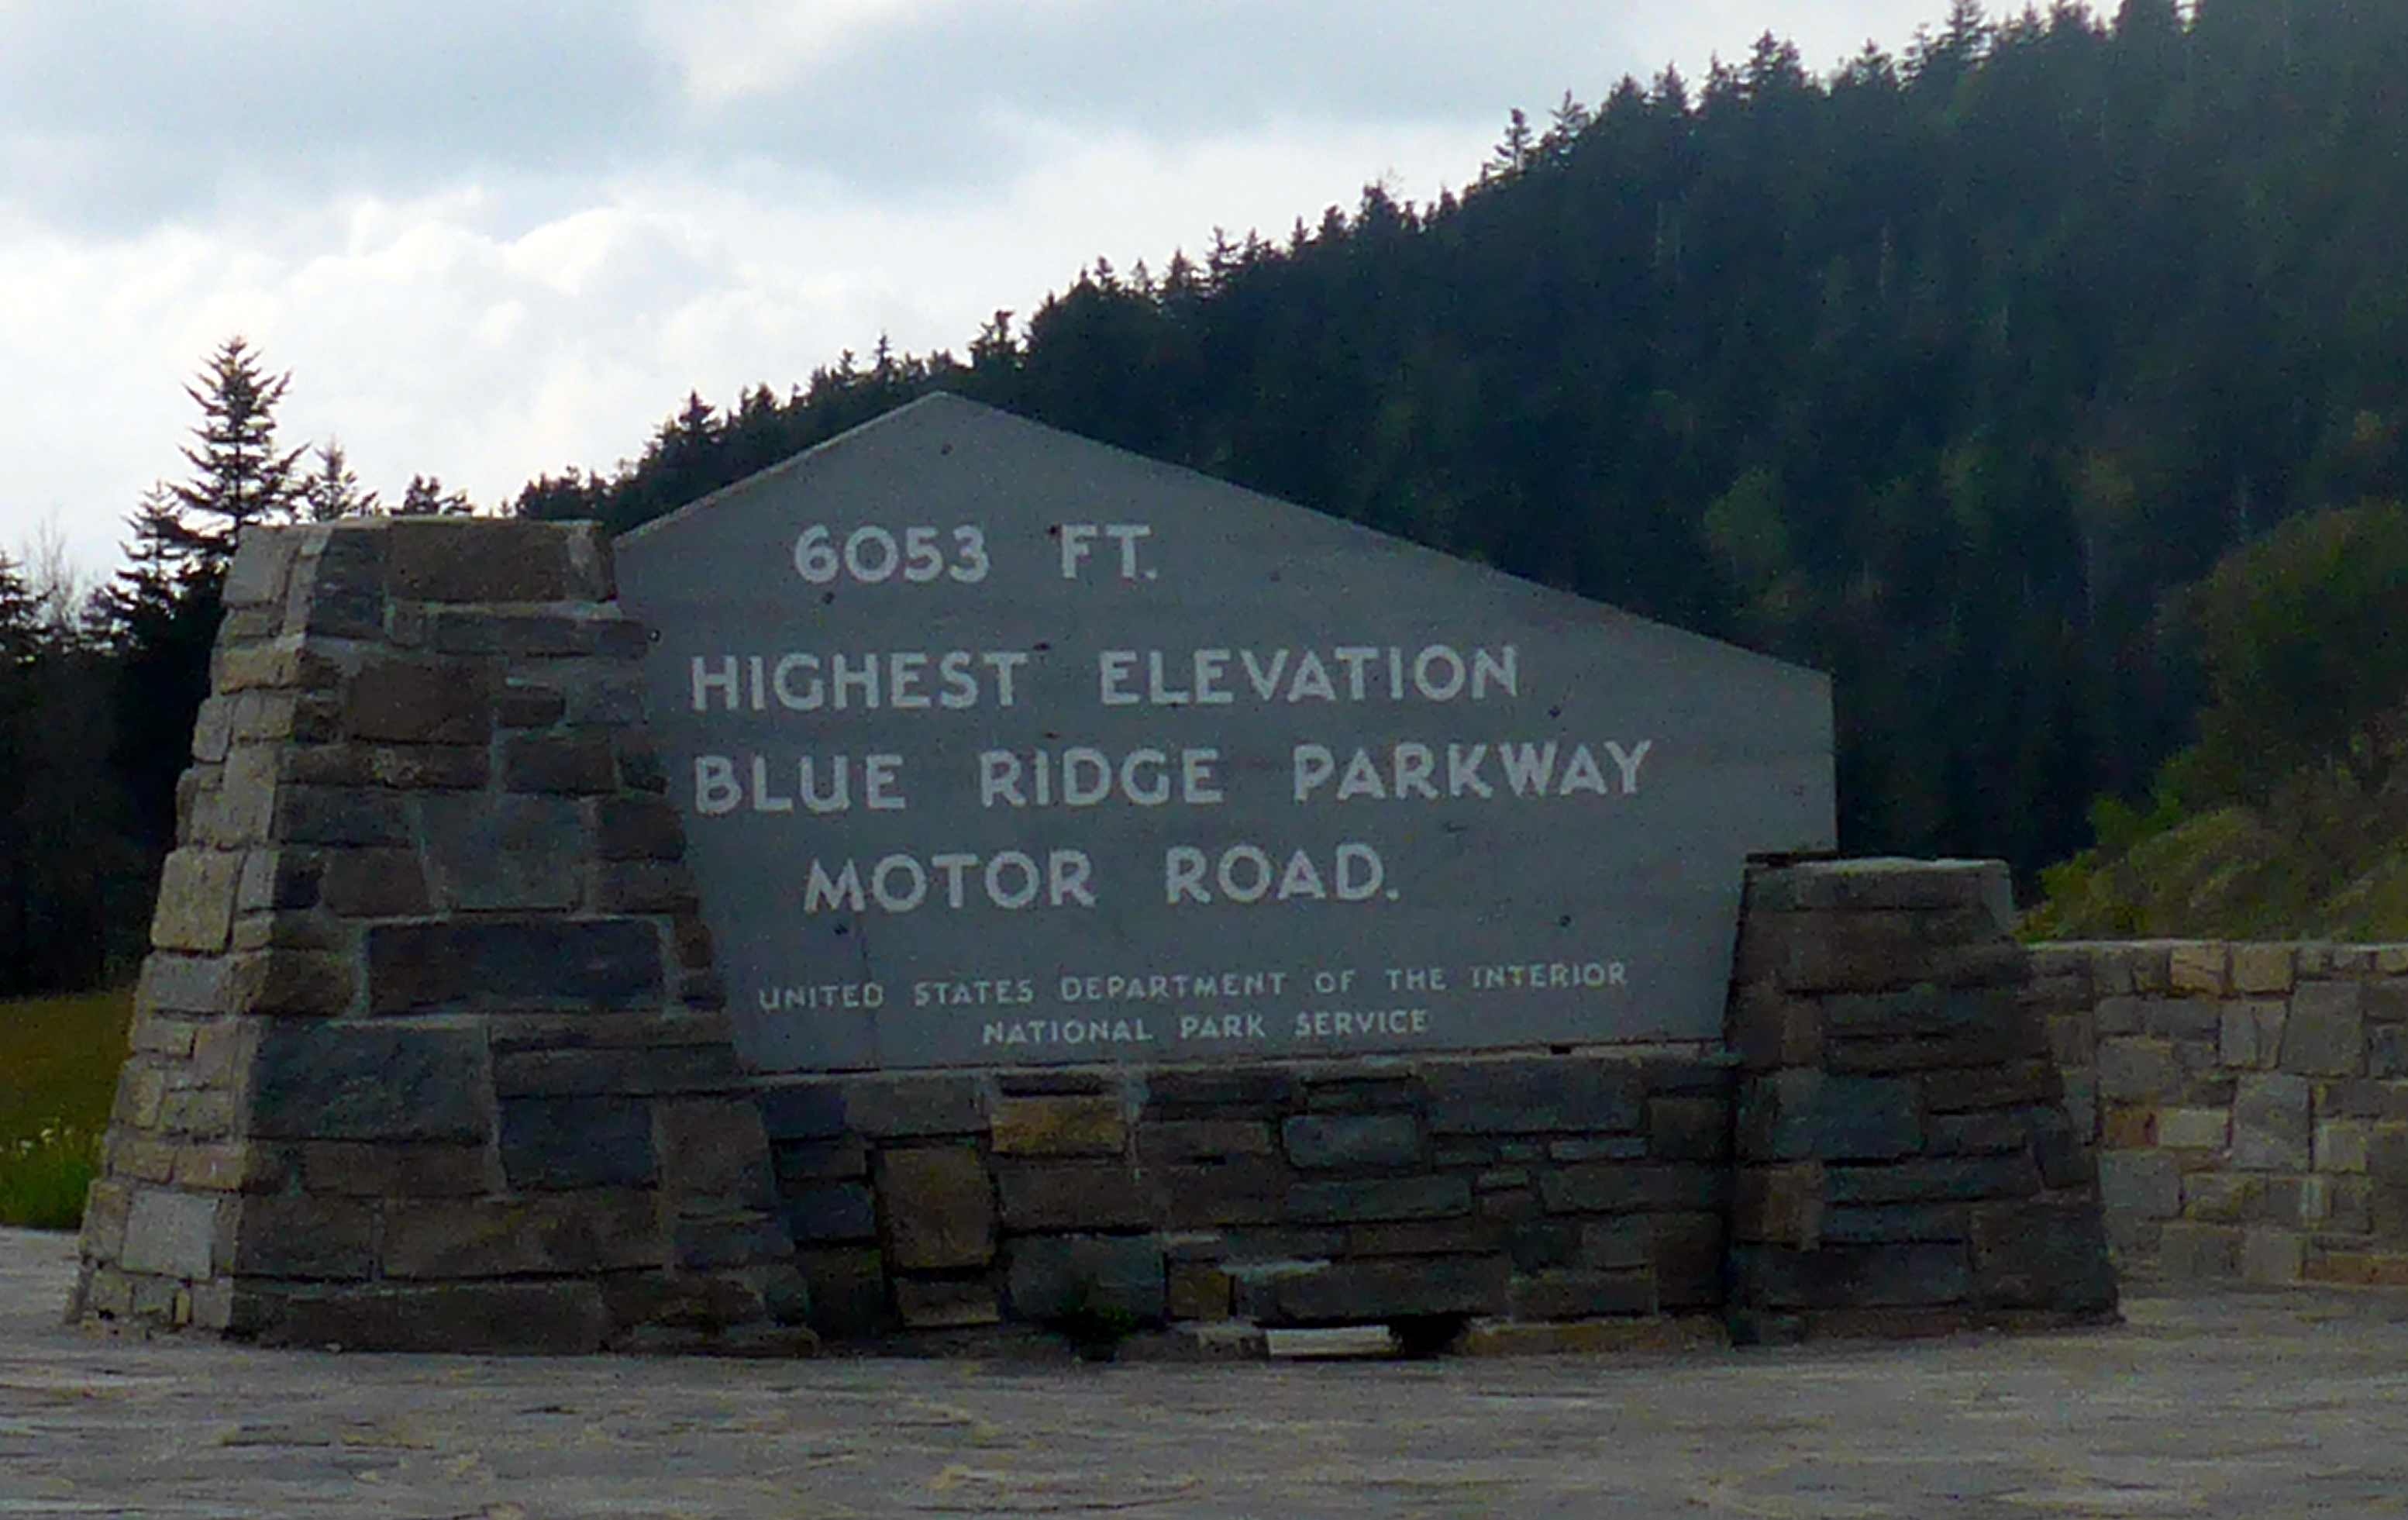 6053 FT.
HIGHEST ELEVATION
BLUE RIDGE PARKWAY
MOTOR ROAD.
UNITED STATES DEPARTMENT OF THE INTERIOR
NATIONAL PARK SERVICE